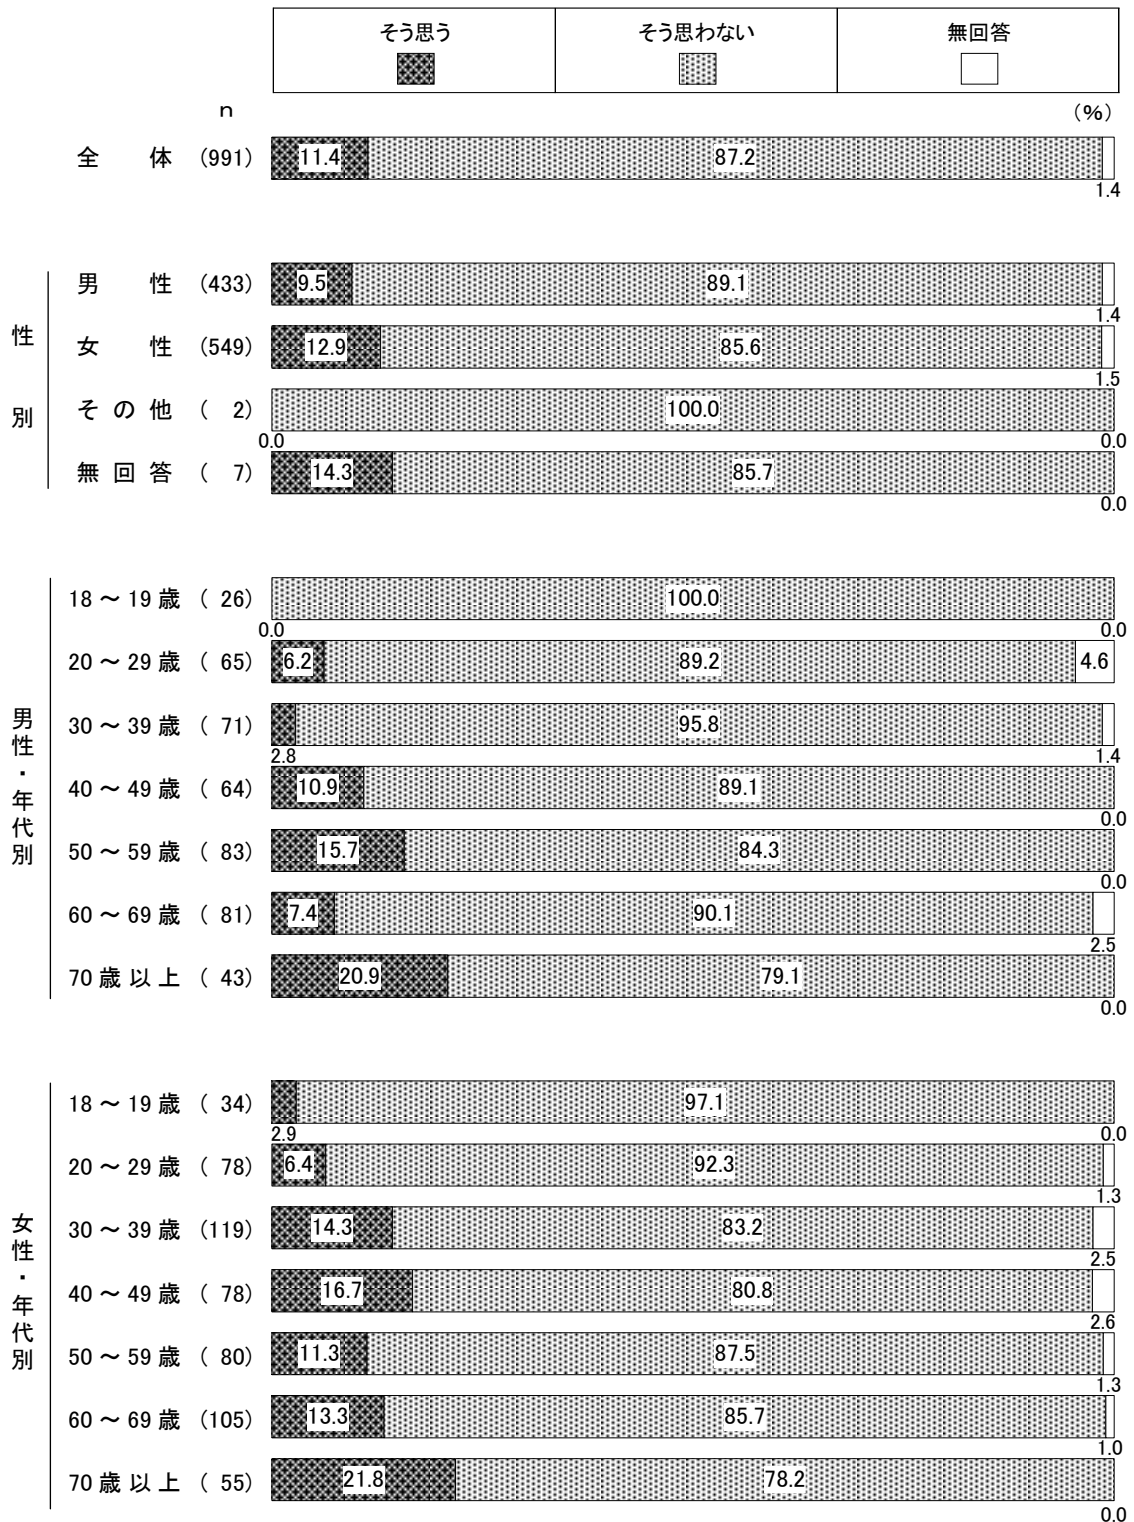 そう思う そう思わない 無回答
n (%)
全体 (991) 11.4 87.2 1.4
性別
男性 (433) 9.5 89.1 1.4
女性 (549) 12.9 85.6 1.5
その他 ( 2) 0.0 100.0 0.0
無回答 ( 7) 14.3 85.7 0.0
男性・年代別
18~19歳 ( 26) 0.0 100.0 0.0
20~29歳 ( 65) 6.2 89.2 4.6
30~39歳 ( 71) 2.8 95.8 1.4
40~49歳 ( 64) 10.9 89.1 0.0
50~59歳 ( 83) 15.7 84.3 0.0
60~69歳 ( 81) 7.4 90.1 2.5
70歳以上 ( 43) 20.9 79.1 0.0
女性・年代別
18~19歳 ( 34) 2.9 97.1 0.0
20~29歳 ( 78) 6.4 92.3 1.3
30~39歳 (119) 14.3 83.2 2.5
40~49歳 ( 78) 16.7 80.8 2.6
50~59歳 ( 80) 11.3 87.5 1.3
60~69歳 (105) 13.3 85.7 1.0
70歳以上 ( 55) 21.8 78.2 0.0